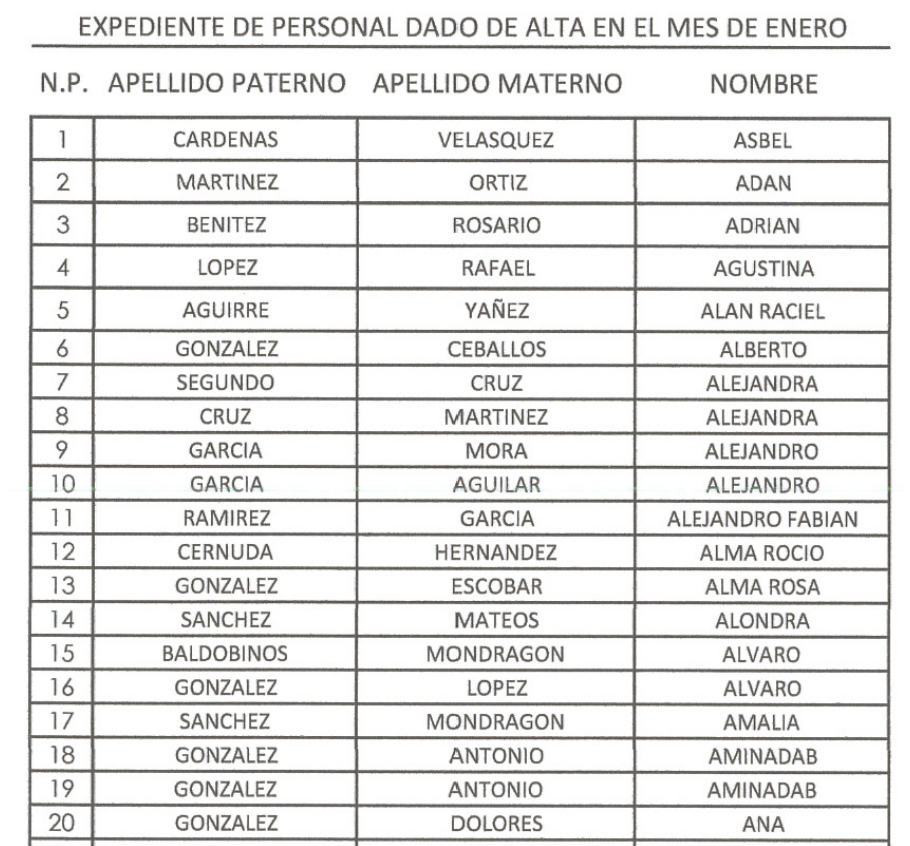 EXPEDIENTE DE PERSONAL DADO DE ALTA EN EL MES DE ENERO
N.P. APELLIDO PATERNO APELLIDO MATERNO NOMBRE
1 CARDENAS VELASQUEZ ASBEL
2 MARTINEZ ORTIZ ADAN
3 BENITEZ ROSARIO ADRIAN
4 LOPEZ RAFAEL AGUSTINA
5 AGUIRRE YAÑEZ ALAN RACIEL
6 GONZALEZ CEBALLOS ALBERTO
7 SEGUNDO CRUZ ALEJANDRA
8 CRUZ MARTINEZ ALEJANDRA
9 GARCIA MORA ALEJANDRO
10 GARCIA AGUILAR ALEJANDRO
11 RAMIREZ GARCIA ALEJANDRO FABIAN
12 CERNUDA HERNANDEZ ALMA ROCIO
13 GONZALEZ ESCOBAR ALMA ROSA
14 SANCHEZ MATEOS ALONDRA
15 BALDOBINOS MONDRAGON ALVARO
16 GONZALEZ LOPEZ ALVARO
17 SANCHEZ MONDRAGON AMALIA
18 GONZALEZ ANTONIO AMINADAB
19 GONZALEZ ANTONIO AMINADAB
20 GONZALEZ DOLORES ANA